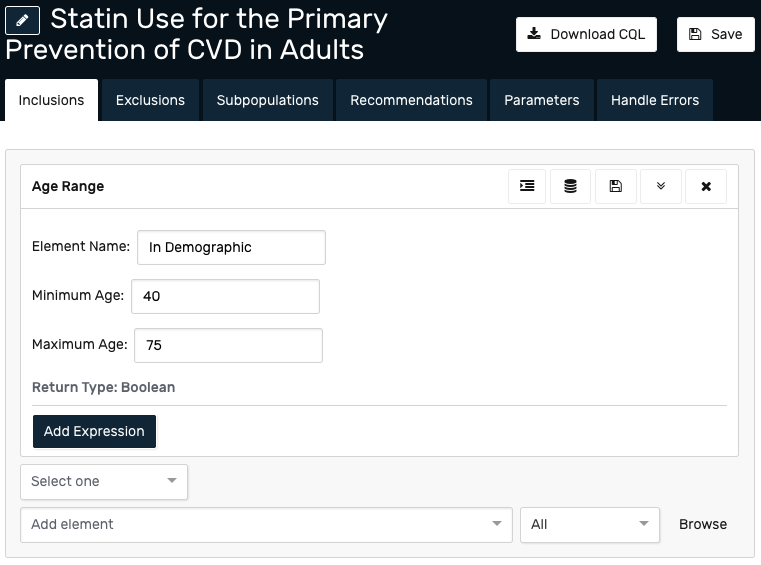 Statin Use for the Primary
Prevention of CVD in Adults
Download CQL
Save
Inclusions
Exclusions
Subpopulations
Recommendations
Parameters
Handle Errors
Age Range
Element Name: In Demographic
Minimum Age: 40
Maximum Age: 75
Return Type: Boolean
Add Expression
Select one
Add element
All
Browse